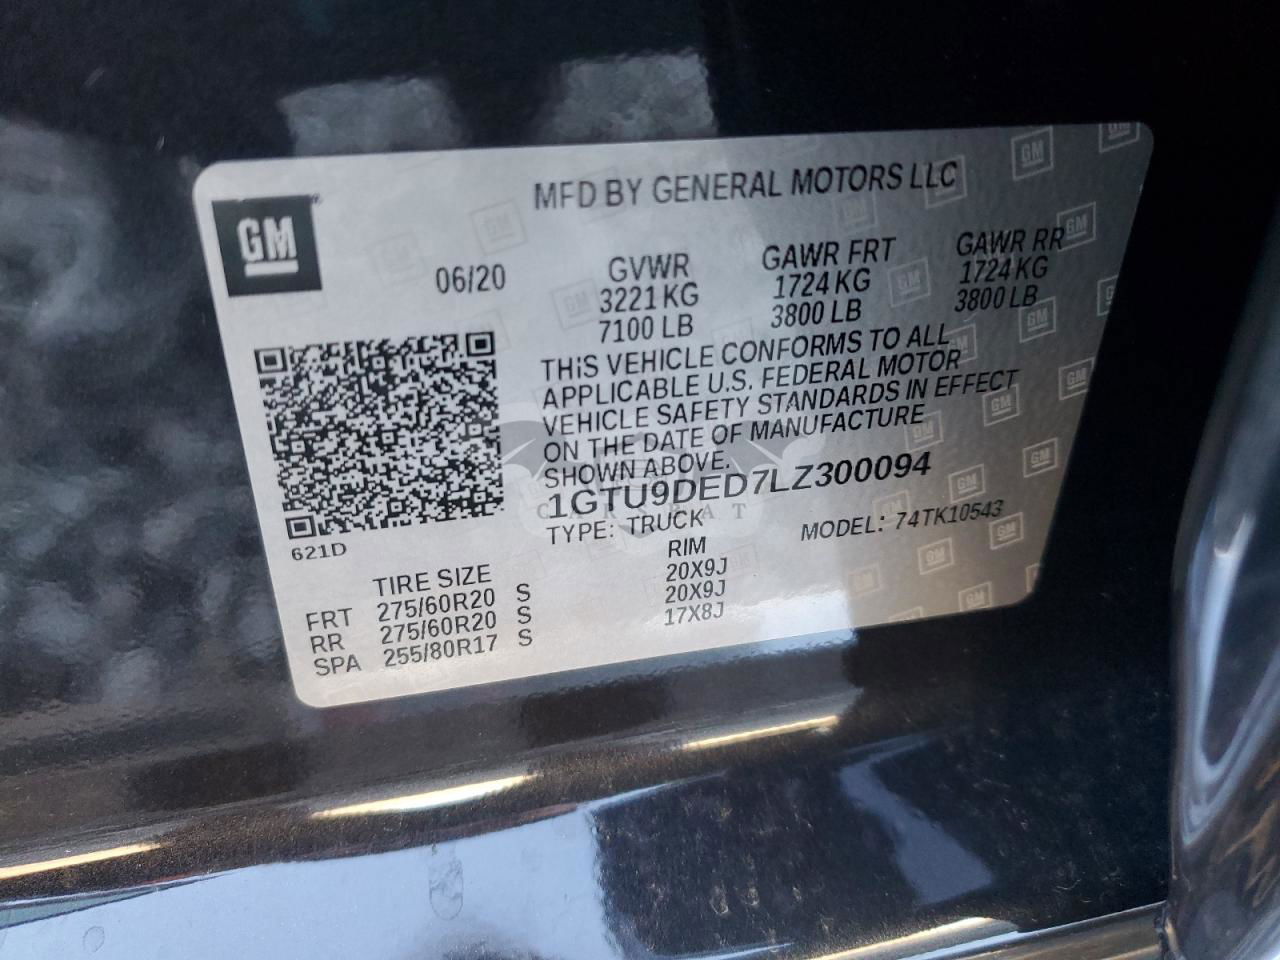 MFD BY GENERAL MOTORS LLC
GM
06/20
GVWR GAWR FRT GAWR RR
3221 KG 1724 KG 1724 KG
7100 LB 3800 LB 3800 LB
THiS VEHICLE CONFORMS TO ALL
APPLICABLE U.S. FEDERAL MOTOR
VEHICLE SAFETY STANDARDS IN EFFECT
ON THE DATE OF MANUFACTURE
SHOWN ABOVE.
1GTU9DED7LZ300094
TYPE: TRUCK MODEL: 74TK10543
621D
TIRE SIZE RIM
FRT 275/60R20 S 20X9J
RR 275/60R20 S 20X9J
SPA 255/80R17 S 17X8J